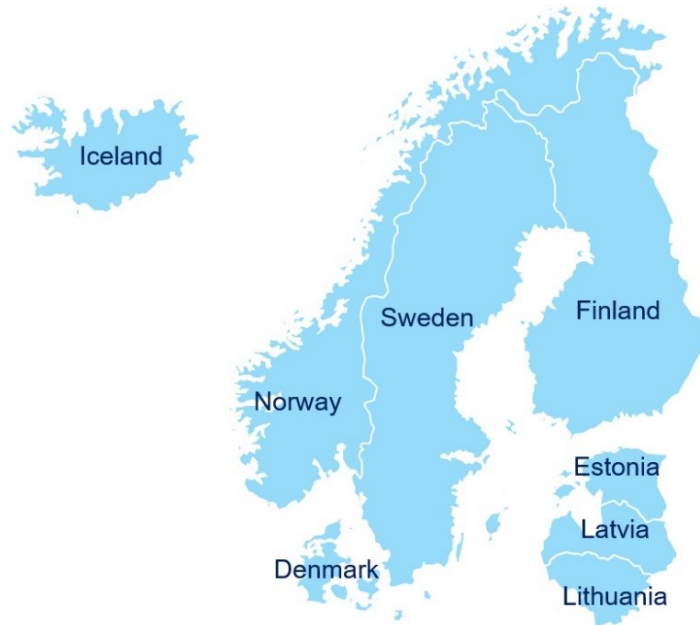 Iceland
Sweden
Finland
Norway
Estonia
Latvia
Denmark
Lithuania